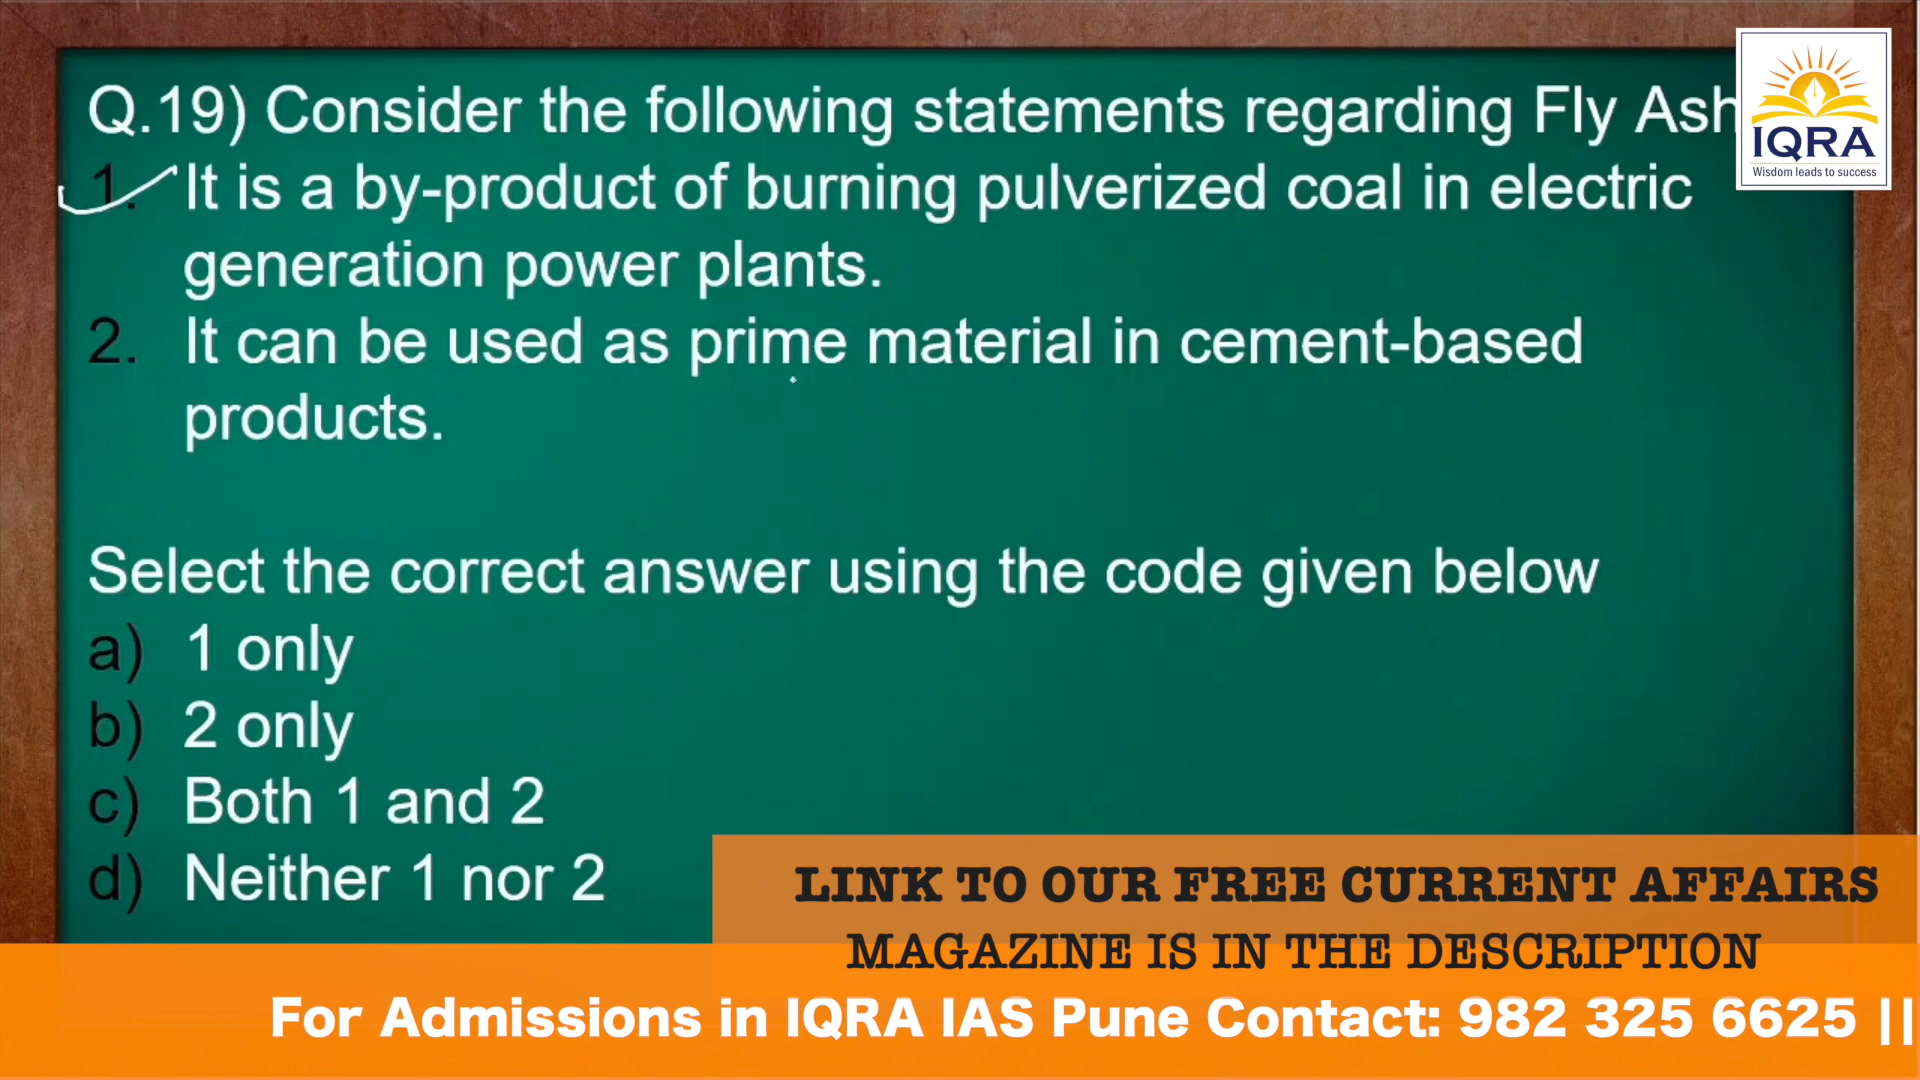 Q.19) Consider the following statements regarding Fly Ash
1. It is a by-product of burning pulverized coal in electric
generation power plants.
2. It can be used as prime material in cement-based
products.
Select the correct answer using the code given below
a) 1 only
b) 2 only
c) Both 1 and 2
d) Neither 1 nor 2
IQRA
Wisdom leads to success
LINK TO OUR FREE CURRENT AFFAIRS
MAGAZINE IS IN THE DESCRIPTION
For Admissions in IQRA IAS Pune Contact: 982 325 6625 ||